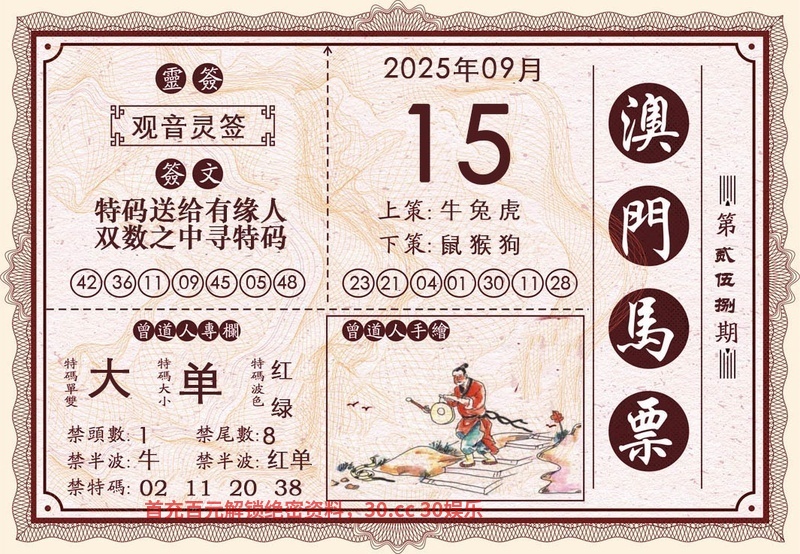 靈簽
观音灵签
簽文
特码送给有缘人
双数之中寻特码
42 36 11 09 45 05 48
2025年09月
15
上策: 牛兔虎
下策: 鼠猴狗
23 21 04 01 30 11 28
澳門馬票
第贰伍捌期
曾道人專欄
特碼單雙 大 特碼大小 单 特碼波色 红绿
禁頭數: 1 禁尾數: 8
禁半波: 牛 禁半波: 红单
禁特碼: 02 11 20 38
曾道人手繪
首充百元解锁绝密资料，30.cc 30娱乐